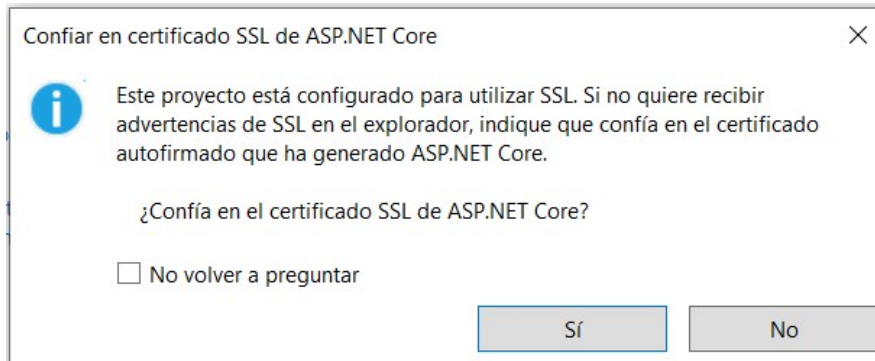 Confiar en certificado SSL de ASP.NET Core
Este proyecto está configurado para utilizar SSL. Si no quiere recibir
advertencias de SSL en el explorador, indique que confía en el certificado
autofirmado que ha generado ASP.NET Core.
¿Confía en el certificado SSL de ASP.NET Core?
No volver a preguntar
Sí
No